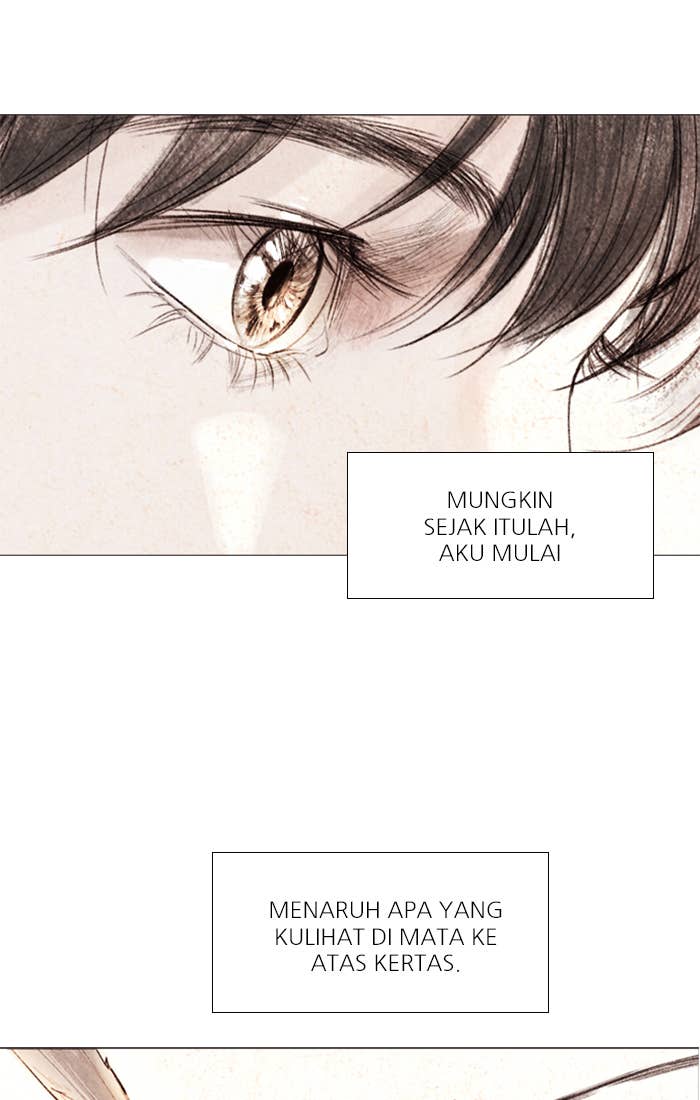 MUNGKIN
SEJAK ITULAH,
AKU MULAI
MENARUH APA YANG
KULIHAT DI MATA KE
ATAS KERTAS.